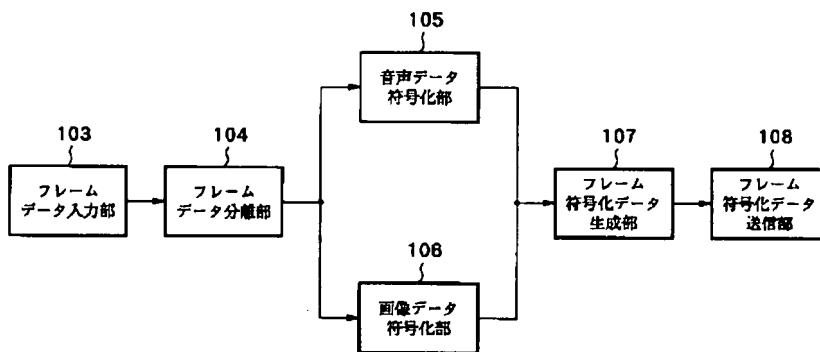 103
フレーム
データ入力部
104
フレーム
データ分離部
105
音声データ
符号化部
106
画像データ
符号化部
107
フレーム
符号化データ
生成部
108
フレーム
符号化データ
送信部